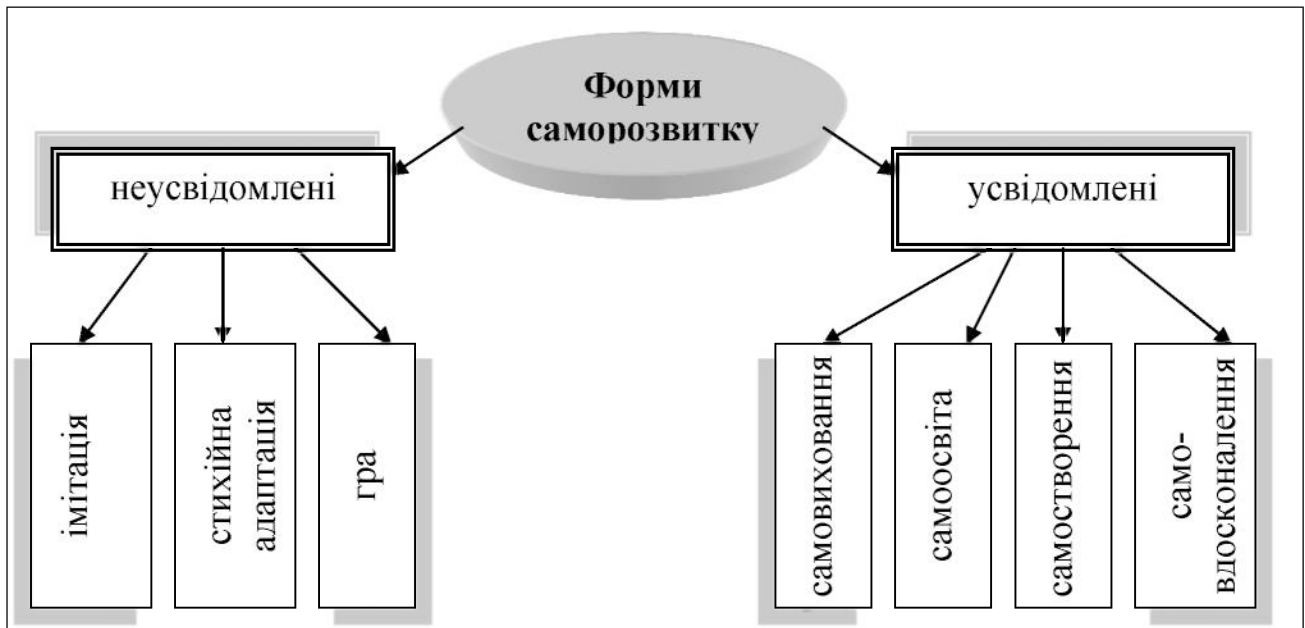 Форми
саморозвитку
неусвідомлені
усвідомлені
імітація
стихійна
адаптація
гра
самовиховання
самоосвіта
самостворення
само-
вдосконалення